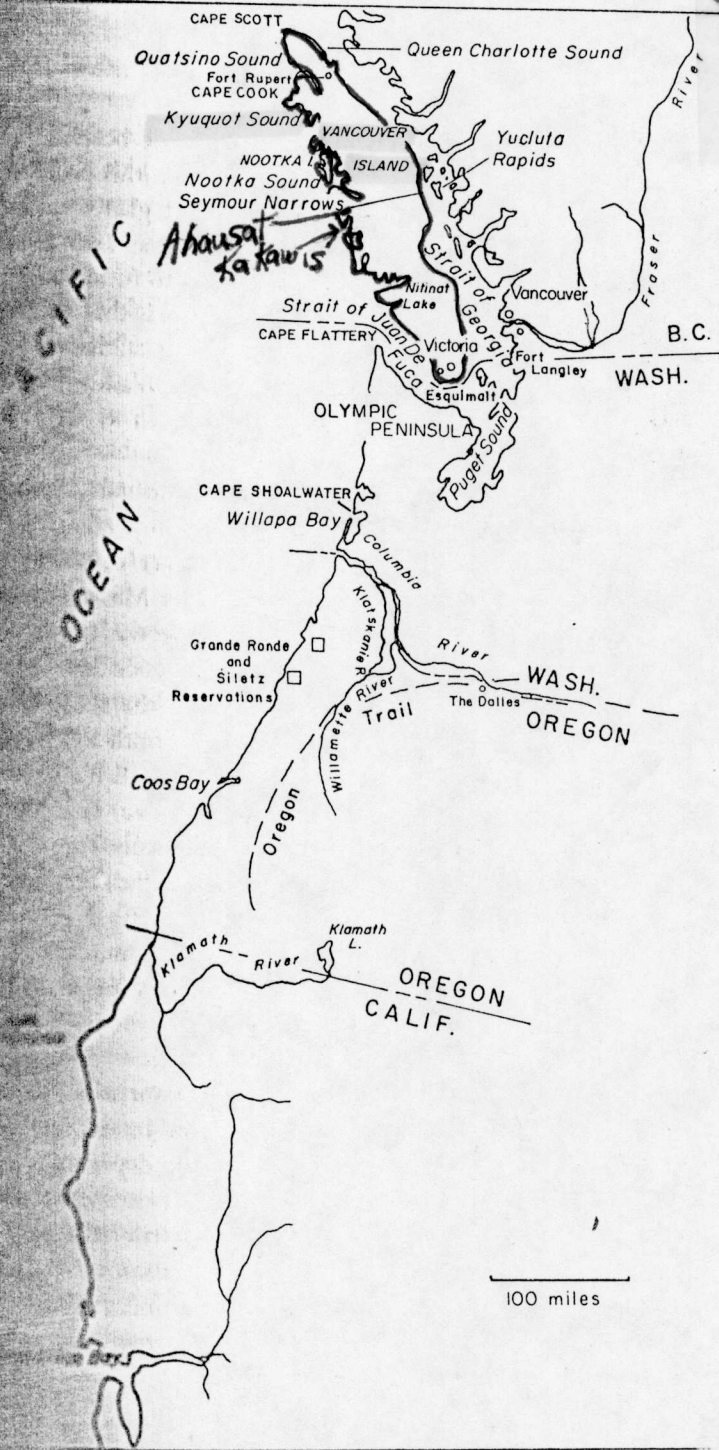 CAPE SCOTT
Queen Charlotte Sound
Quatsino Sound
Fort Rupert
CAPE COOK
Kyuquot Sound
VANCOUVER
ISLAND
Yucluta
Rapids
NOOTKA I.
Nootka Sound
Seymour Narrows
Ahausat
Kakawis
River
Fraser
Strait of
Georgia
Vancouver
Nitinat
Lake
Strait of
Juan De
Fuca
CAPE FLATTERY
Victoria
Fort
Langley
Esquimalt
B.C.
WASH.
OLYMPIC
PENINSULA
Puget Sound
CAPE SHOALWATER
Willapa Bay
Columbia
River
OCEAN
Klatskanie R.
Grande Ronde
and
Siletz
Reservations
WASH.
OREGON
The Dalles
Willamette River
Oregon
Trail
Coos Bay
Klamath
River
Klamath
L.
OREGON
CALIF.
100 miles
Bay